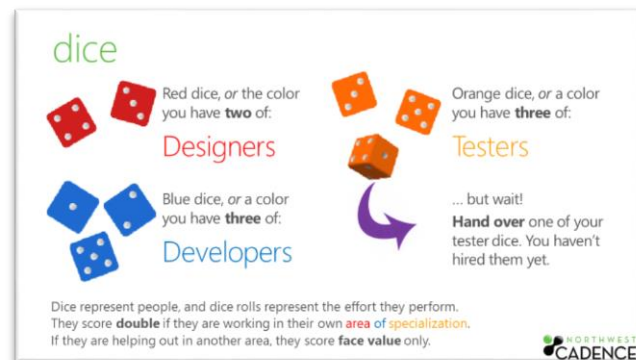 dice
Red dice, or the color
you have two of:
Designers
Blue dice, or a color
you have three of:
Developers
Orange dice, or a color
you have three of:
Testers
... but wait!
Hand over one of your
tester dice. You haven't
hired them yet.
Dice represent people, and dice rolls represent the effort they perform.
They score double if they are working in their own area of specialization.
If they are helping out in another area, they score face value only.
NORTHWEST
CADENCE